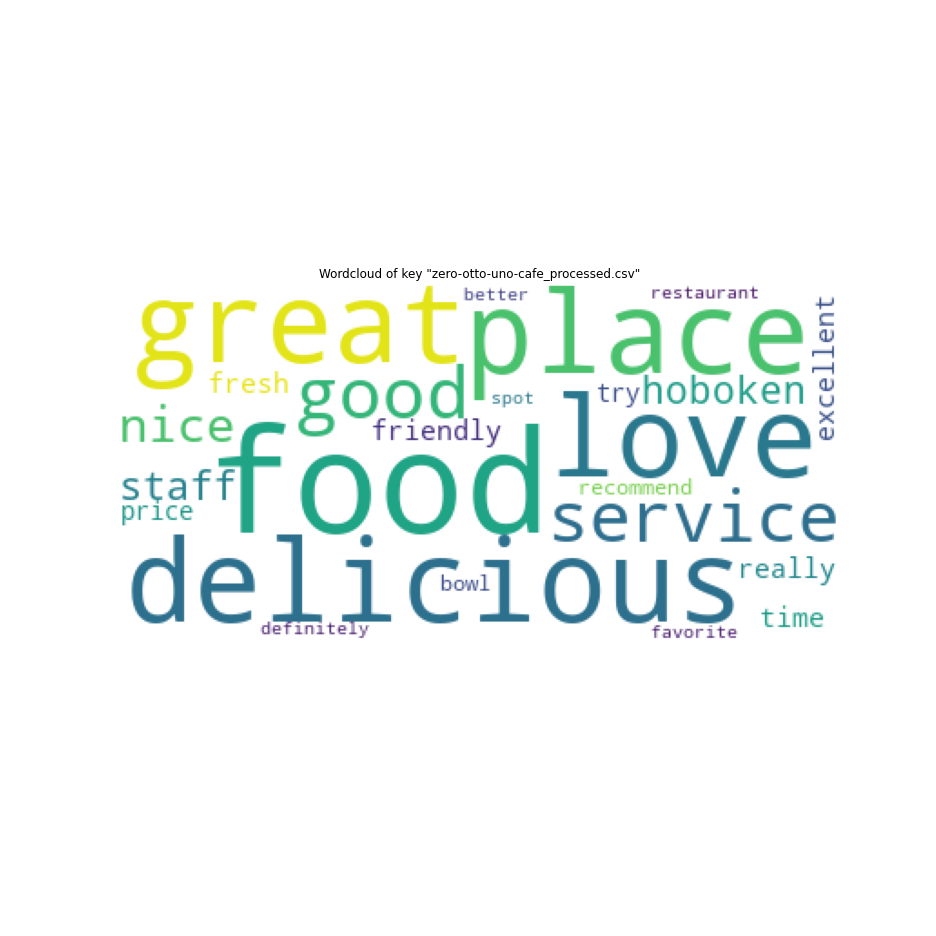 Wordcloud of key "zero-otto-uno-cafe_processed.csv"
great
better
place
restaurant
excellent
fresh
good
spot
try
hoboken
nice
friendly
love
food
staff
price
recommend
service
delicious
bowl
really
time
definitely
favorite